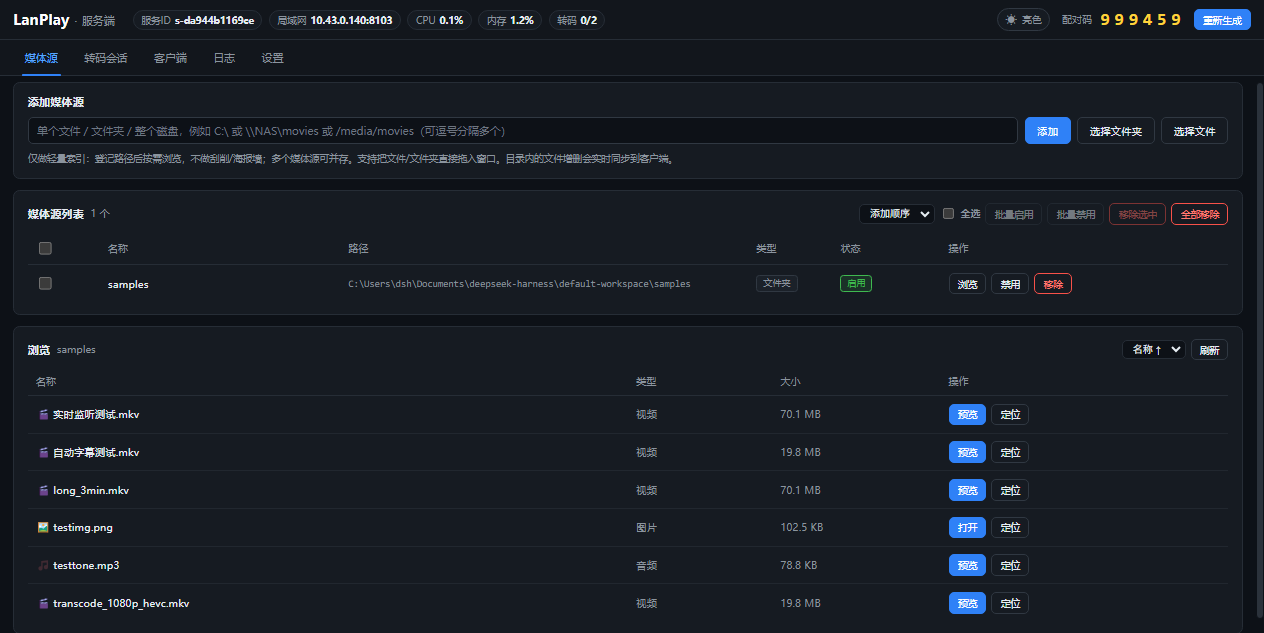 LanPlay - 服务端 服务ID s-da944b1169ce 局域网 10.43.0.140:8103 CPU 0.1% 内存 1.2% 转码 0/2 亮色 配对码 999459 重新生成
媒体源 转码会话 客户端 日志 设置
添加媒体源
单个文件 / 文件夹 / 整个磁盘，例如 C:\ 或 \\NAS\movies 或 /media/movies（可逗号分隔多个） 添加 选择文件夹 选择文件
仅做轻量索引：登记路径后按需浏览，不做刮削/海报墙；多个媒体源可并存。支持把文件/文件夹直接拖入窗口。目录内的文件增删会实时同步到客户端。
媒体源列表 1 个 添加顺序 全选 批量启用 批量禁用 移除选中 全部移除
名称 路径 类型 状态 操作
samples C:\Users\dsh\Documents\deepseek-harness\default-workspace\samples 文件夹 启用 浏览 禁用 移除
浏览 samples 名称 ↑ 刷新
名称 类型 大小 操作
实时监听测试.mkv 视频 70.1 MB 预览 定位
自动字幕测试.mkv 视频 19.8 MB 预览 定位
long_3min.mkv 视频 70.1 MB 预览 定位
testimg.png 图片 102.5 KB 打开 定位
testtone.mp3 音频 78.8 KB 预览 定位
transcode_1080p_hevc.mkv 视频 19.8 MB 预览 定位